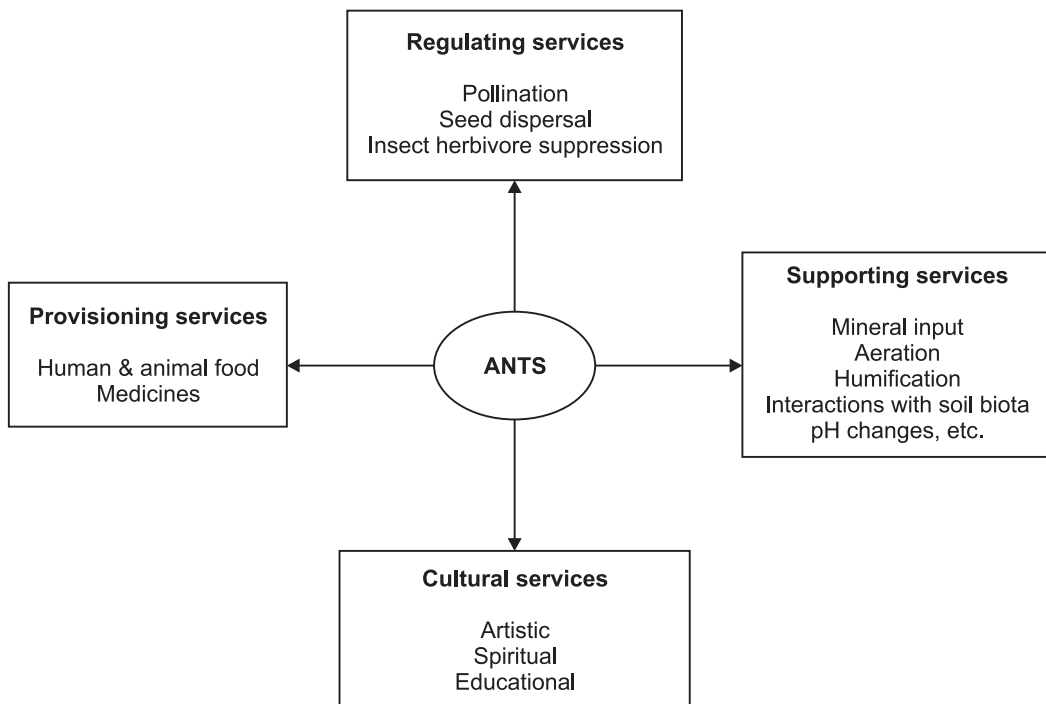 Regulating services
Pollination
Seed dispersal
Insect herbivore suppression
Provisioning services
Human & animal food
Medicines
ANTS
Supporting services
Mineral input
Aeration
Humification
Interactions with soil biota
pH changes, etc.
Cultural services
Artistic
Spiritual
Educational